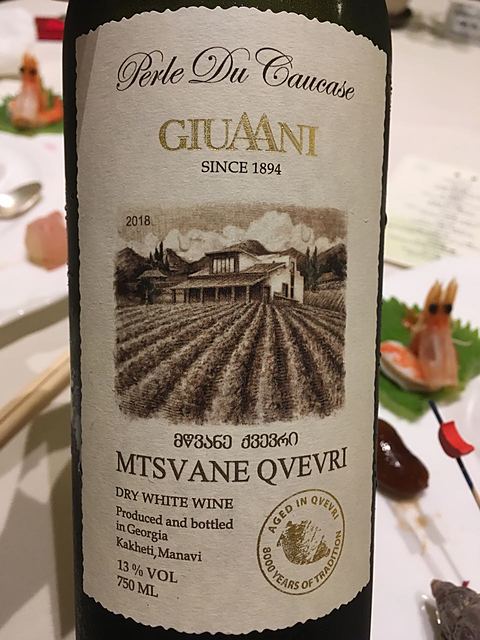 Perle Du Caucase
GIUAANI
SINCE 1894
2018
მწვანე ქვევრი
MTSVANE QVEVRI
DRY WHITE WINE
Produced and bottled
in Georgia
Kakheti, Manavi
13 % VOL
750 ML
AGED IN QVEVRI
8000 YEARS OF TRADITION